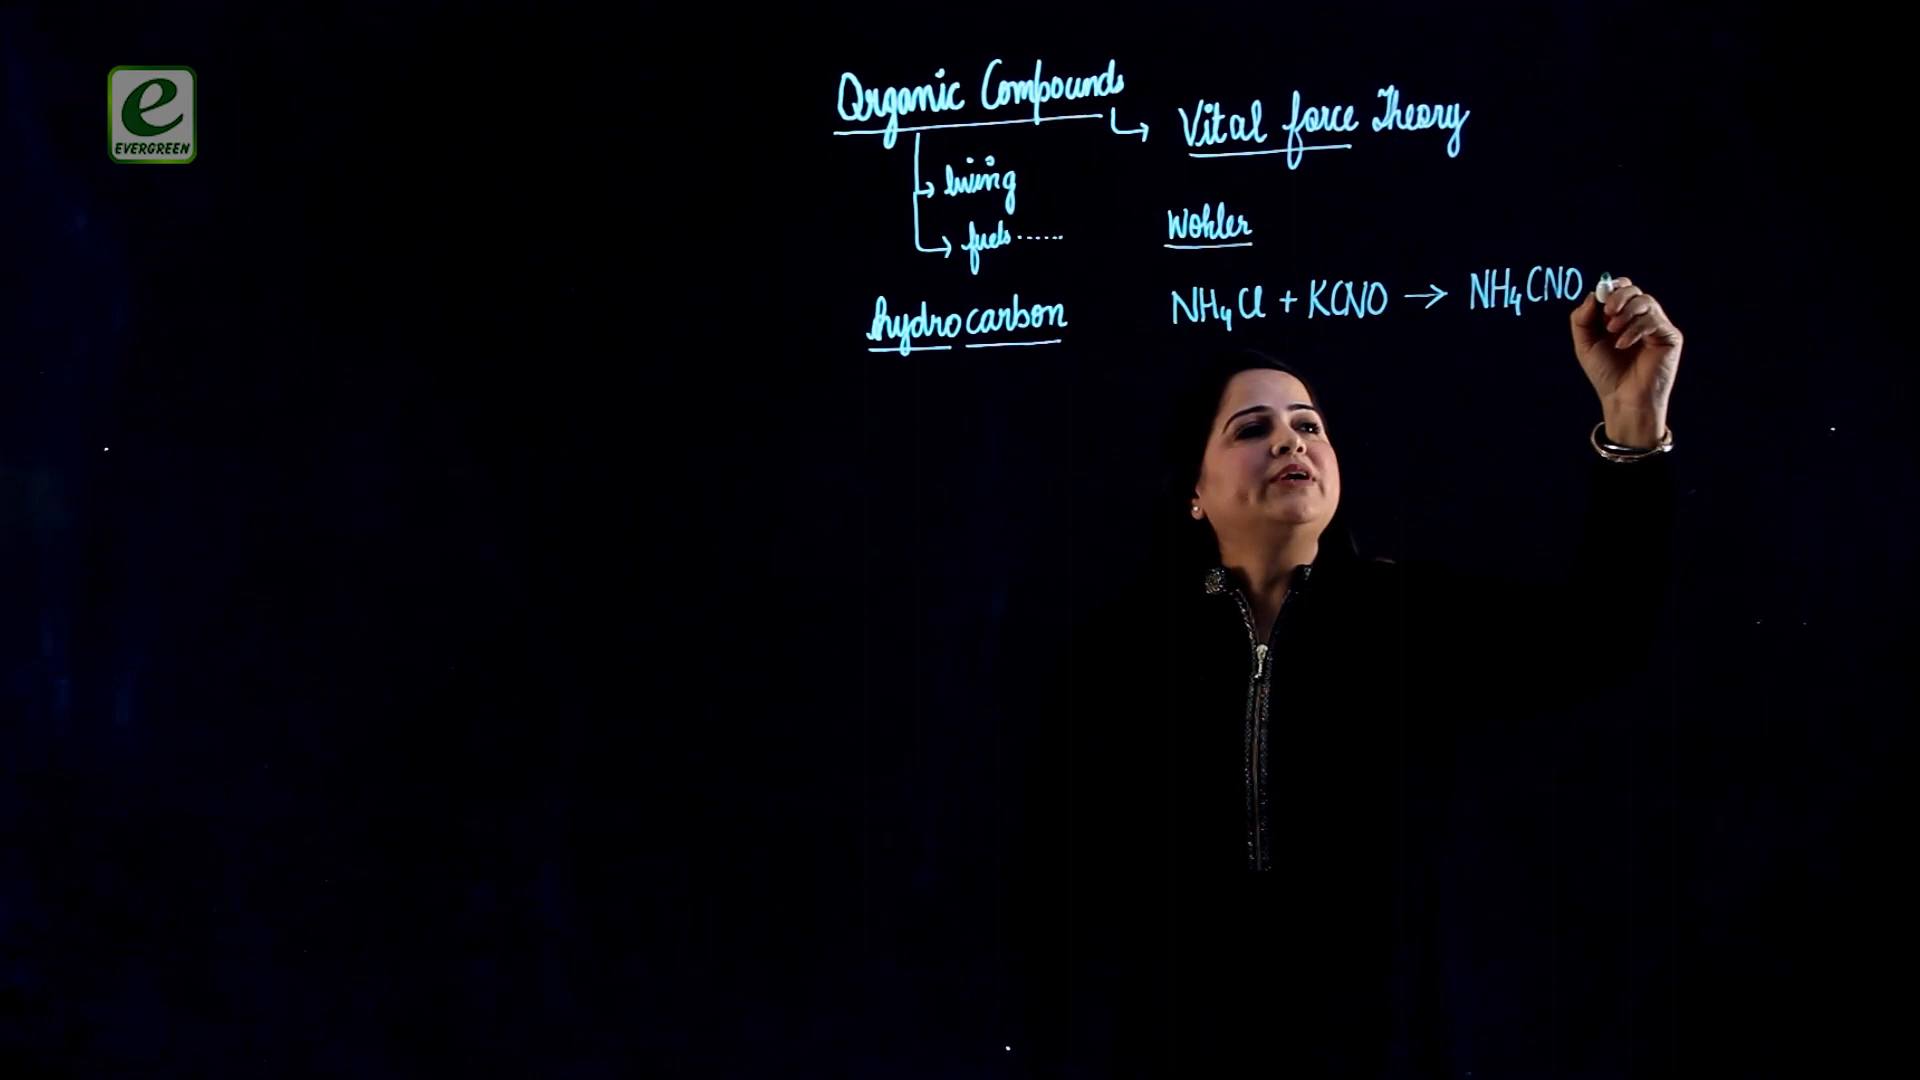 e
EVERGREEN
Organic Compounds
Vital force Theory
living
fuels ......
Wohler
hydrocarbon
NH₄Cl + KCNO → NH₄CNO